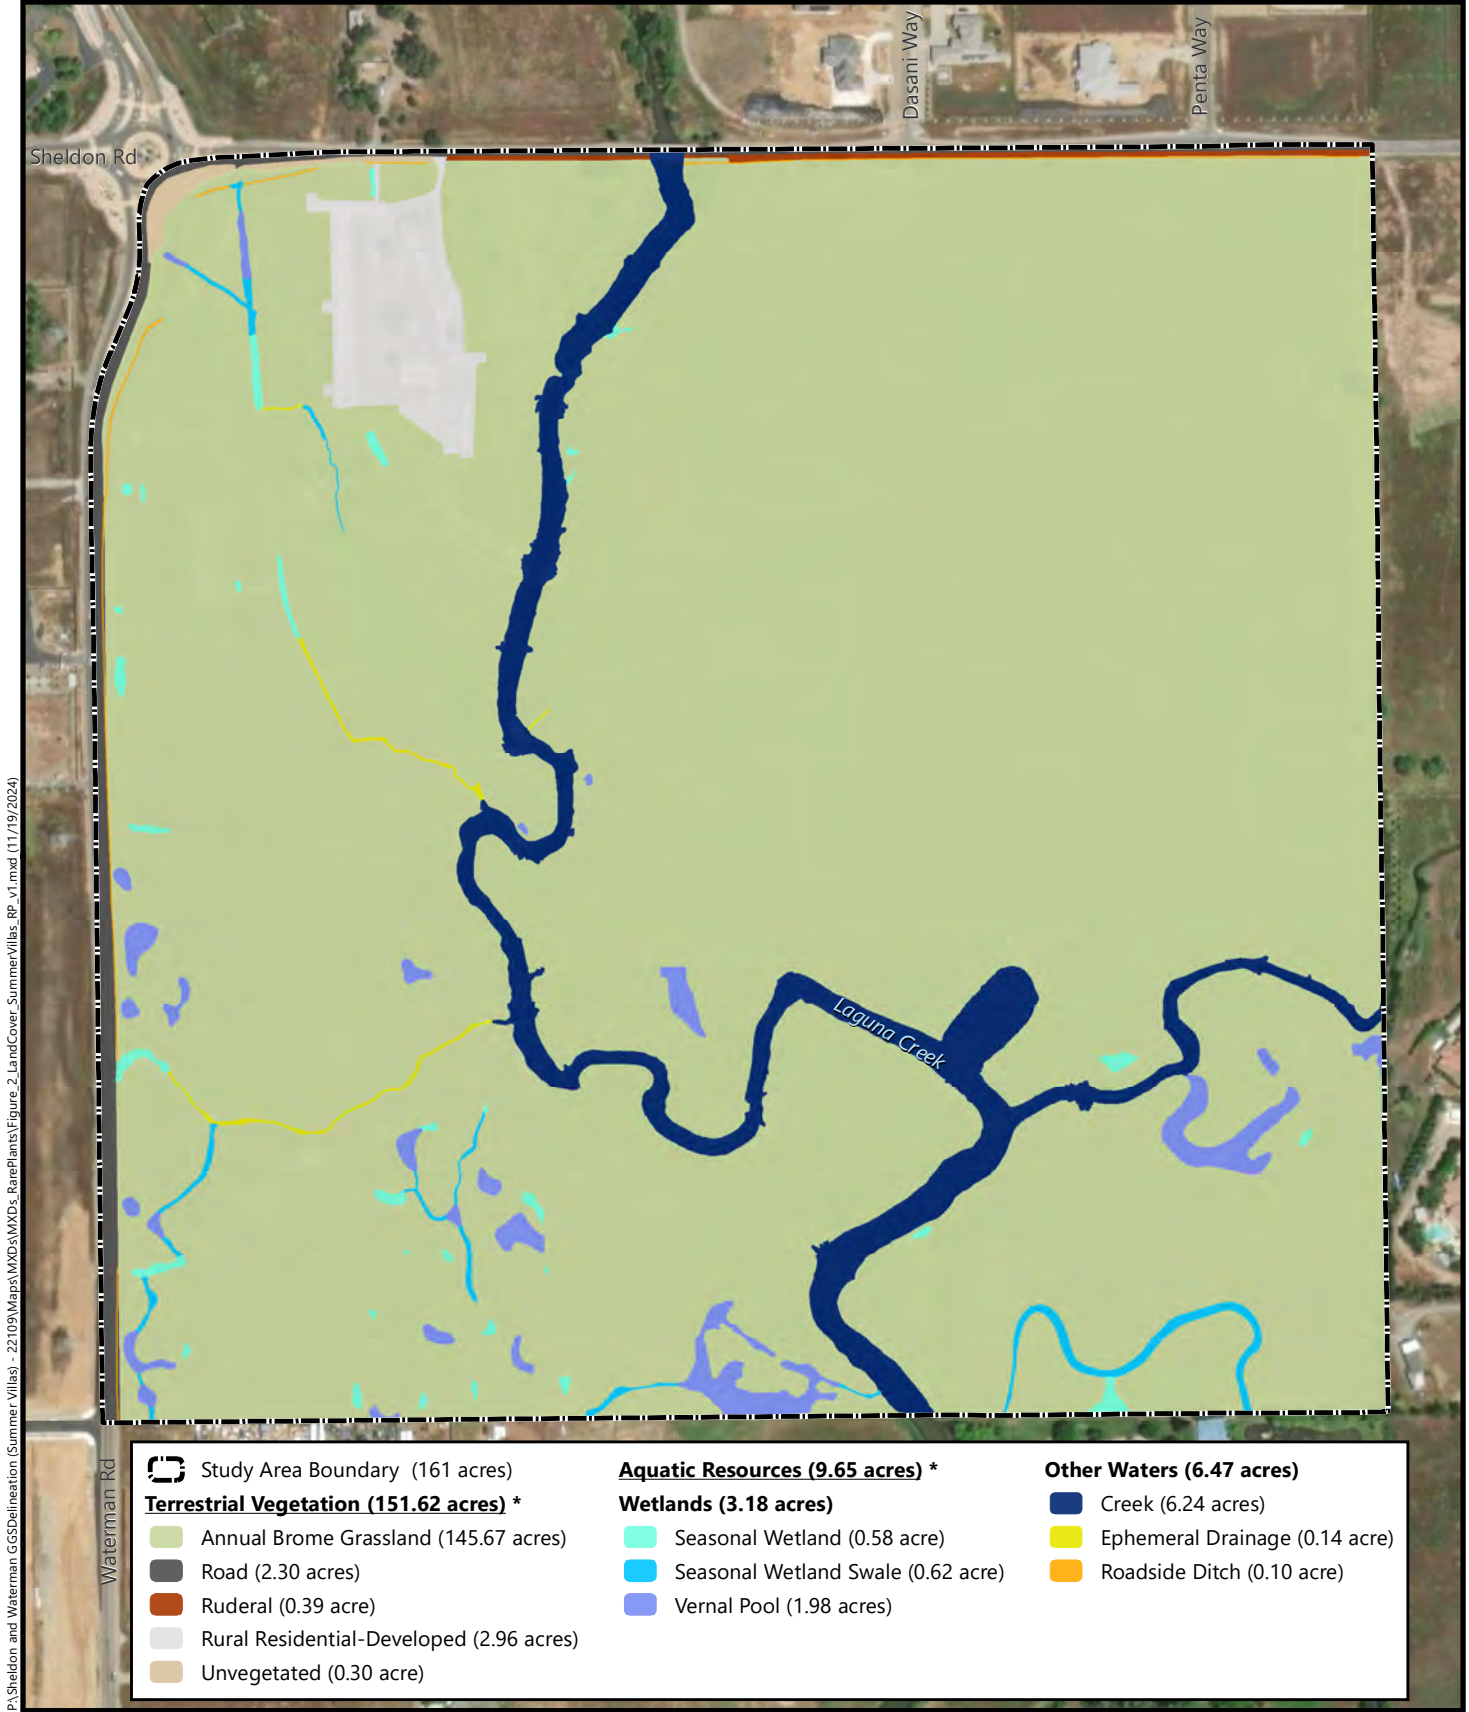 Dasani Way
Penta Way
Sheldon Rd
Laguna Creek
Waterman Rd
P:\Sheldon and Waterman GGSDelineation (Summer Villas) - 22109\Maps\MXDs\MXDs_RarePlants\Figure_2_LandCover_SummerVillas_RP_v1.mxd (11/19/2024)
Study Area Boundary (161 acres)
Terrestrial Vegetation (151.62 acres) *
Annual Brome Grassland (145.67 acres)
Road (2.30 acres)
Ruderal (0.39 acre)
Rural Residential-Developed (2.96 acres)
Unvegetated (0.30 acre)
Aquatic Resources (9.65 acres) *
Wetlands (3.18 acres)
Seasonal Wetland (0.58 acre)
Seasonal Wetland Swale (0.62 acre)
Vernal Pool (1.98 acres)
Other Waters (6.47 acres)
Creek (6.24 acres)
Ephemeral Drainage (0.14 acre)
Roadside Ditch (0.10 acre)